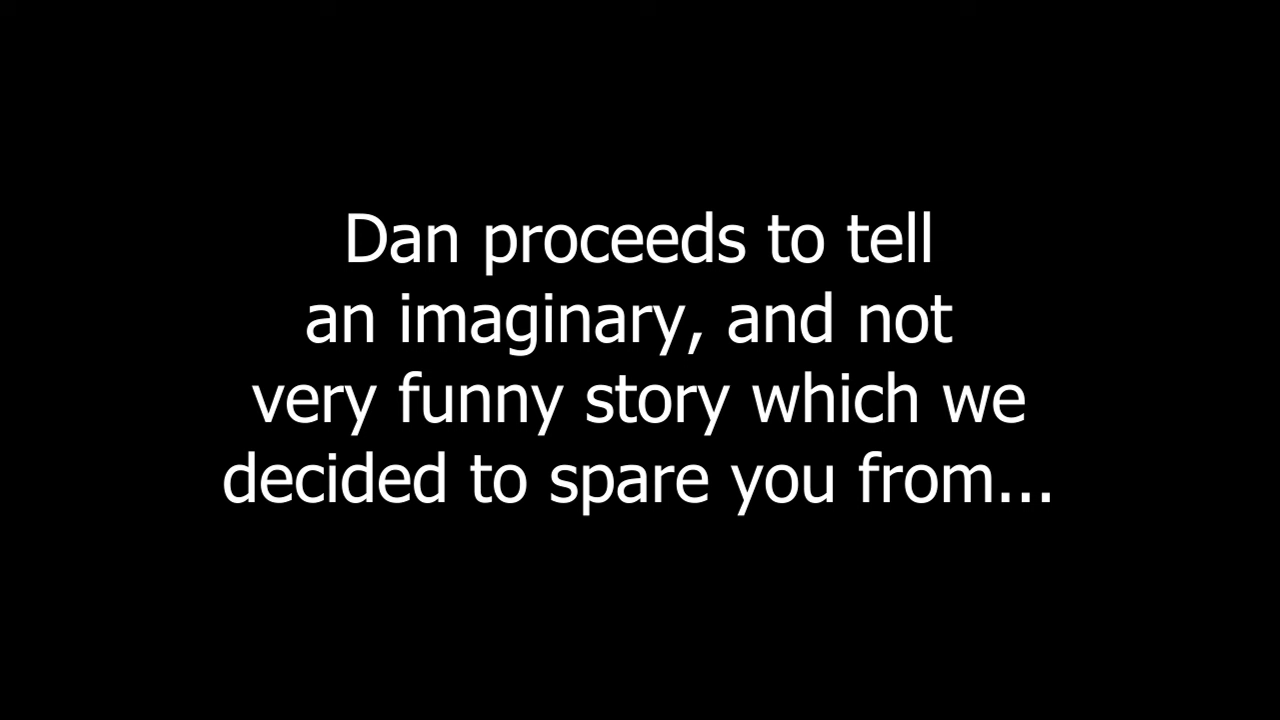 Dan proceeds to tell
an imaginary, and not
very funny story which we
decided to spare you from...